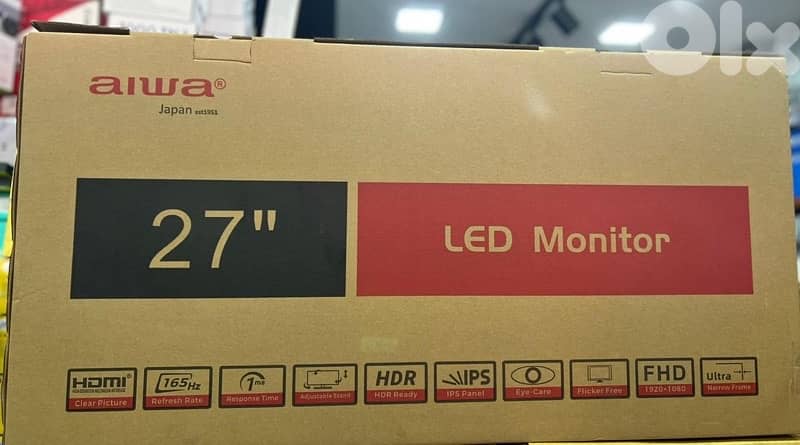 olx
aiwa®
Japan est1951
27"
LED Monitor
HDMI®
Clear Picture
165Hz
Refresh Rate
1ms
Response Time
Adjustable Stand
HDR
HDR Ready
IPS
IPS Panel
Eye-Care
Flicker Free
FHD
1920×1080
Ultra
Narrow Frame